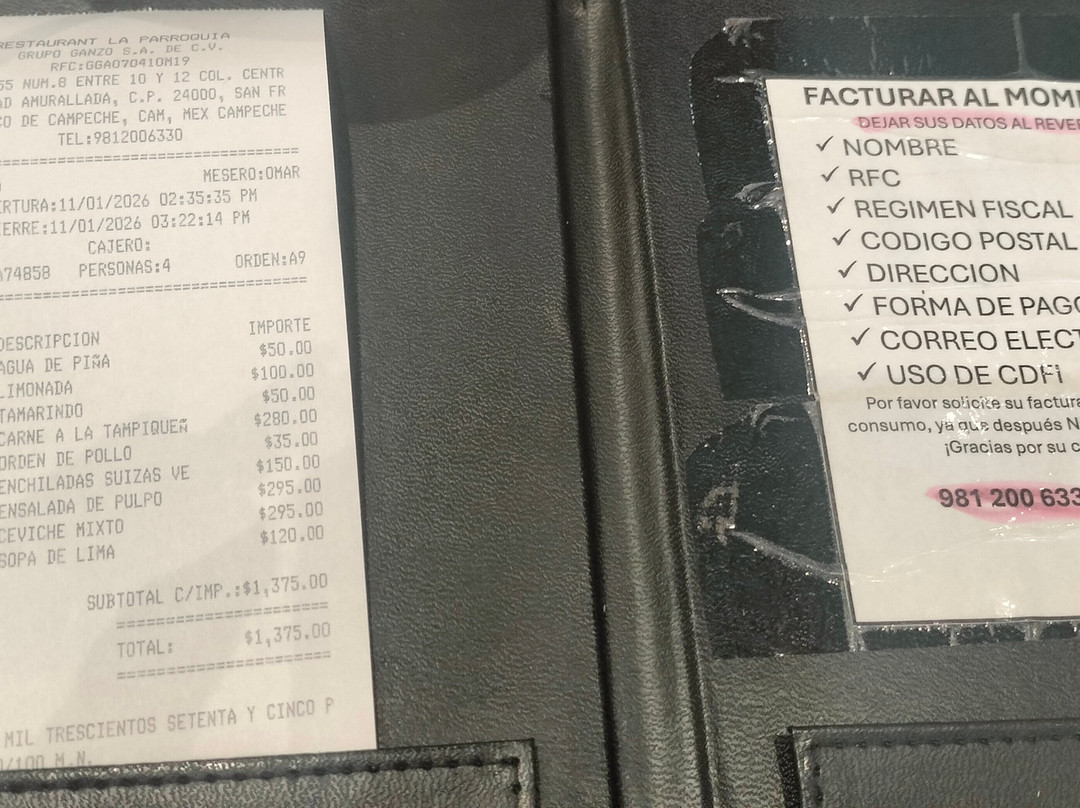 RESTAURANT LA PARROQUIA
GRUPO GANZO S.A. DE C.V.
RFC:GGA070410M19
55 NUM.8 ENTRE 10 Y 12 COL. CENTR
AD AMURALLADA, C.P. 24000, SAN FR
CO DE CAMPECHE, CAM, MEX CAMPECHE
TEL:9812006330
MESERO:OMAR
ERTURA:11/01/2026 02:35:35 PM
IERRE:11/01/2026 03:22:14 PM
CAJERO:
A74858 PERSONAS:4 ORDEN:A9
DESCRIPCION IMPORTE
AGUA DE PIÑA $50.00
LIMONADA $100.00
TAMARINDO $50.00
CARNE A LA TAMPIQUEÑ $280.00
ORDEN DE POLLO $35.00
ENCHILADAS SUIZAS VE $150.00
ENSALADA DE PULPO $295.00
CEVICHE MIXTO $295.00
SOPA DE LIMA $120.00
SUBTOTAL C/IMP.:$1,375.00
TOTAL: $1,375.00
MIL TRESCIENTOS SETENTA Y CINCO P
0/100 M.N.
FACTURAR AL MOM
DEJAR SUS DATOS AL REVER
✓ NOMBRE
✓ RFC
✓ REGIMEN FISCAL
✓ CODIGO POSTAL
✓ DIRECCION
✓ FORMA DE PAGO
✓ CORREO ELECT
✓ USO DE CDFI
Por favor solicite su factura
consumo, ya que después N
¡Gracias por su c
981 200 633